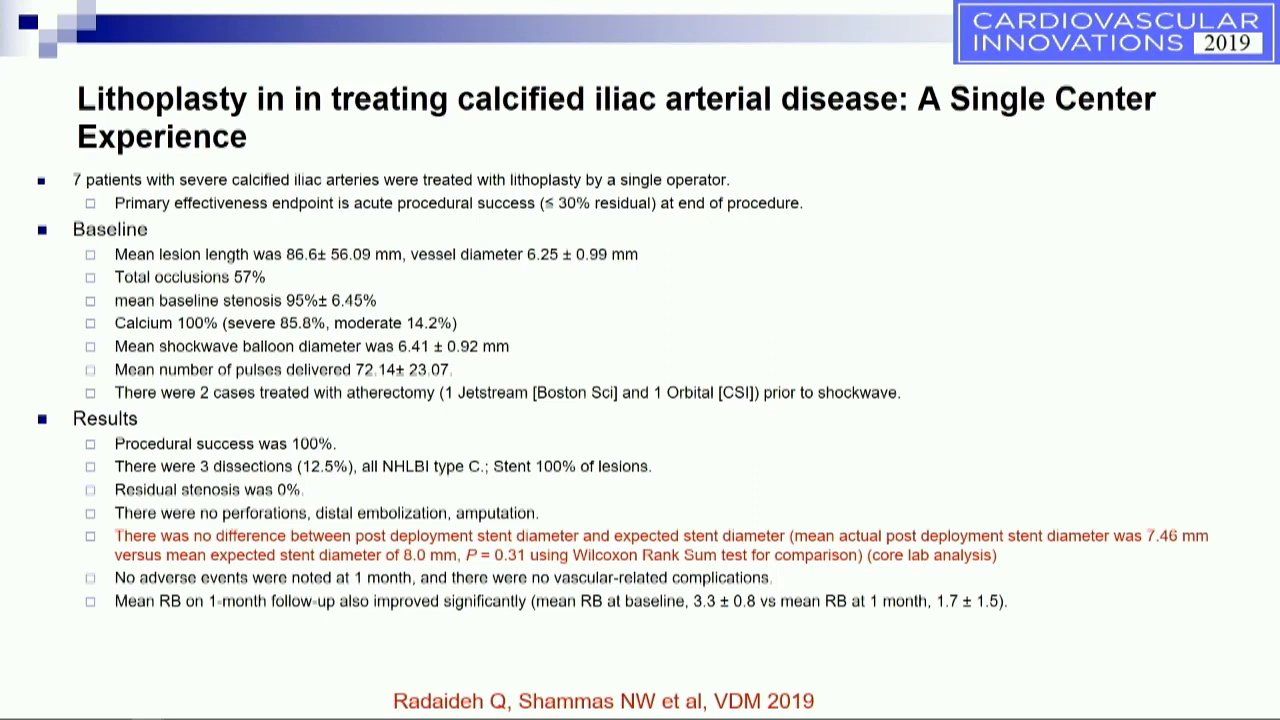 CARDIOVASCULAR
INNOVATIONS 2019
Lithoplasty in in treating calcified iliac arterial disease: A Single Center
Experience
7 patients with severe calcified iliac arteries were treated with lithoplasty by a single operator.
Primary effectiveness endpoint is acute procedural success (≤ 30% residual) at end of procedure.
Baseline
Mean lesion length was 86.6± 56.09 mm, vessel diameter 6.25 ± 0.99 mm
Total occlusions 57%
mean baseline stenosis 95%± 6.45%
Calcium 100% (severe 85.8%, moderate 14.2%)
Mean shockwave balloon diameter was 6.41 ± 0.92 mm
Mean number of pulses delivered 72.14± 23.07.
There were 2 cases treated with atherectomy (1 Jetstream [Boston Sci] and 1 Orbital [CSI]) prior to shockwave.
Results
Procedural success was 100%.
There were 3 dissections (12.5%), all NHLBI type C.; Stent 100% of lesions.
Residual stenosis was 0%.
There were no perforations, distal embolization, amputation.
There was no difference between post deployment stent diameter and expected stent diameter (mean actual post deployment stent diameter was 7.46 mm
versus mean expected stent diameter of 8.0 mm, P = 0.31 using Wilcoxon Rank Sum test for comparison) (core lab analysis)
No adverse events were noted at 1 month, and there were no vascular-related complications.
Mean RB on 1-month follow-up also improved significantly (mean RB at baseline, 3.3 ± 0.8 vs mean RB at 1 month, 1.7 ± 1.5).
Radaideh Q, Shammas NW et al, VDM 2019